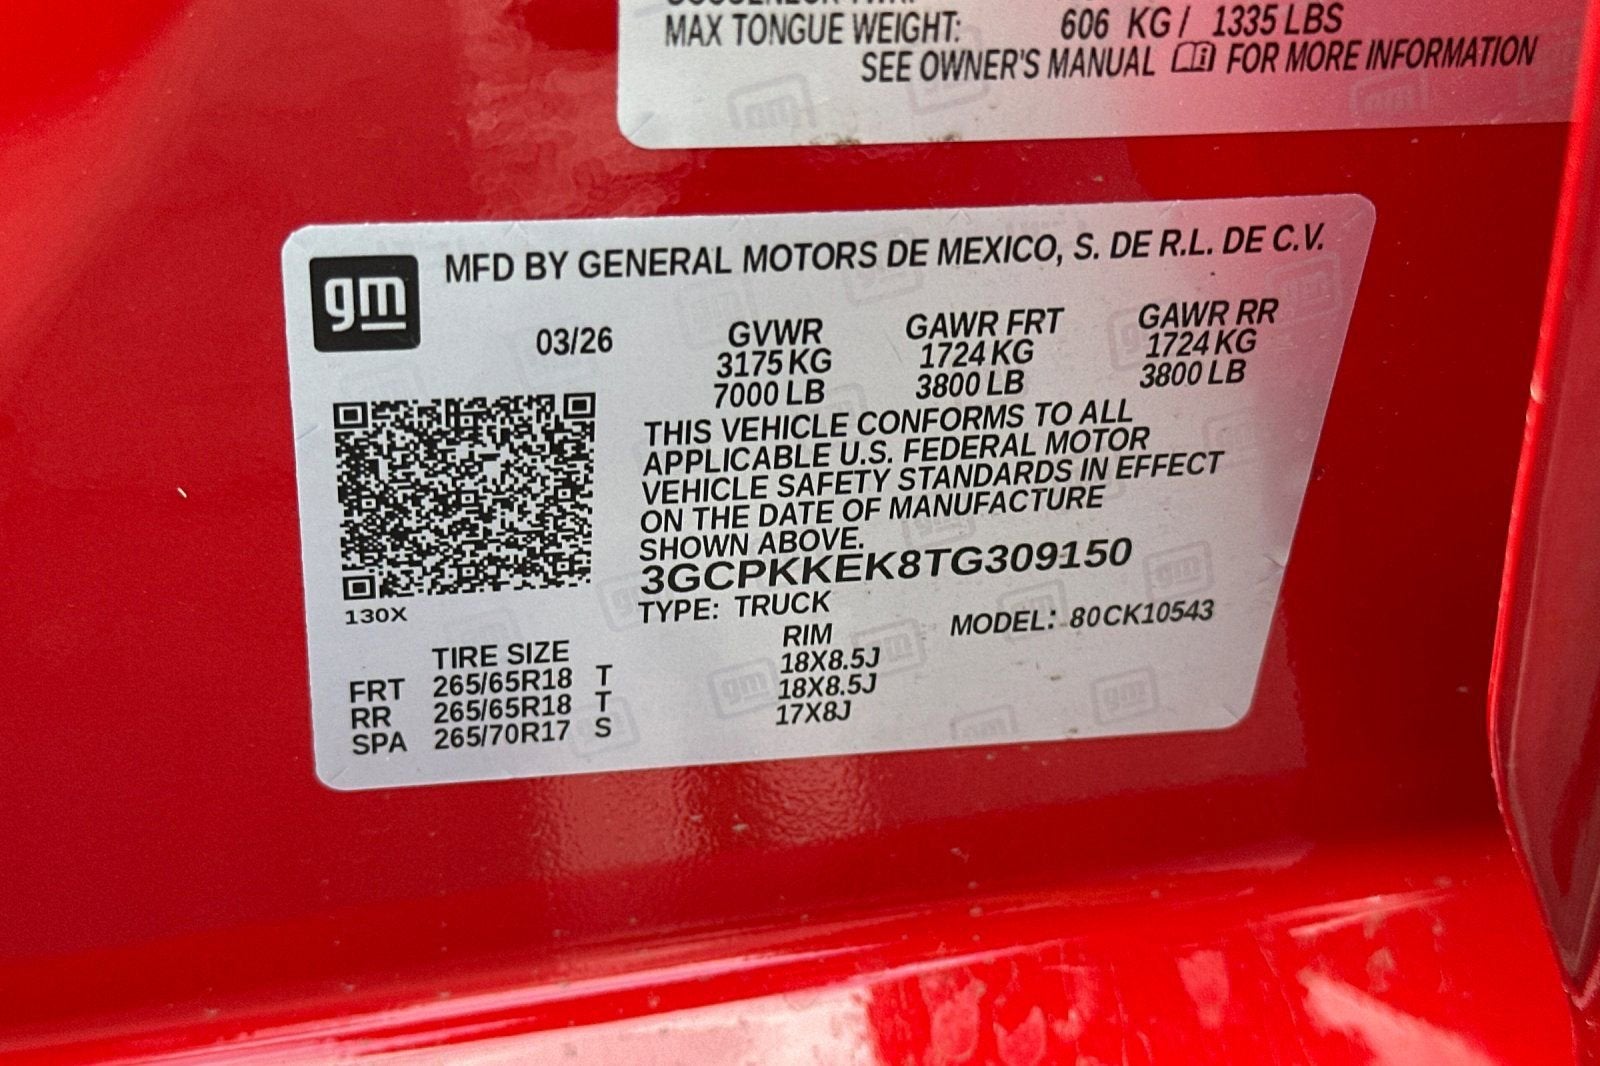 MAX TONGUE WEIGHT: 606 KG / 1335 LBS
SEE OWNER'S MANUAL FOR MORE INFORMATION
gm
MFD BY GENERAL MOTORS DE MEXICO, S. DE R.L. DE C.V.
03/26 GVWR GAWR FRT GAWR RR
3175 KG 1724 KG 1724 KG
7000 LB 3800 LB 3800 LB
THIS VEHICLE CONFORMS TO ALL
APPLICABLE U.S. FEDERAL MOTOR
VEHICLE SAFETY STANDARDS IN EFFECT
ON THE DATE OF MANUFACTURE
SHOWN ABOVE.
3GCPKKEK8TG309150
130X
TYPE: TRUCK MODEL: 80CK10543
TIRE SIZE RIM
FRT 265/65R18 T 18X8.5J
RR 265/65R18 T 18X8.5J
SPA 265/70R17 S 17X8J